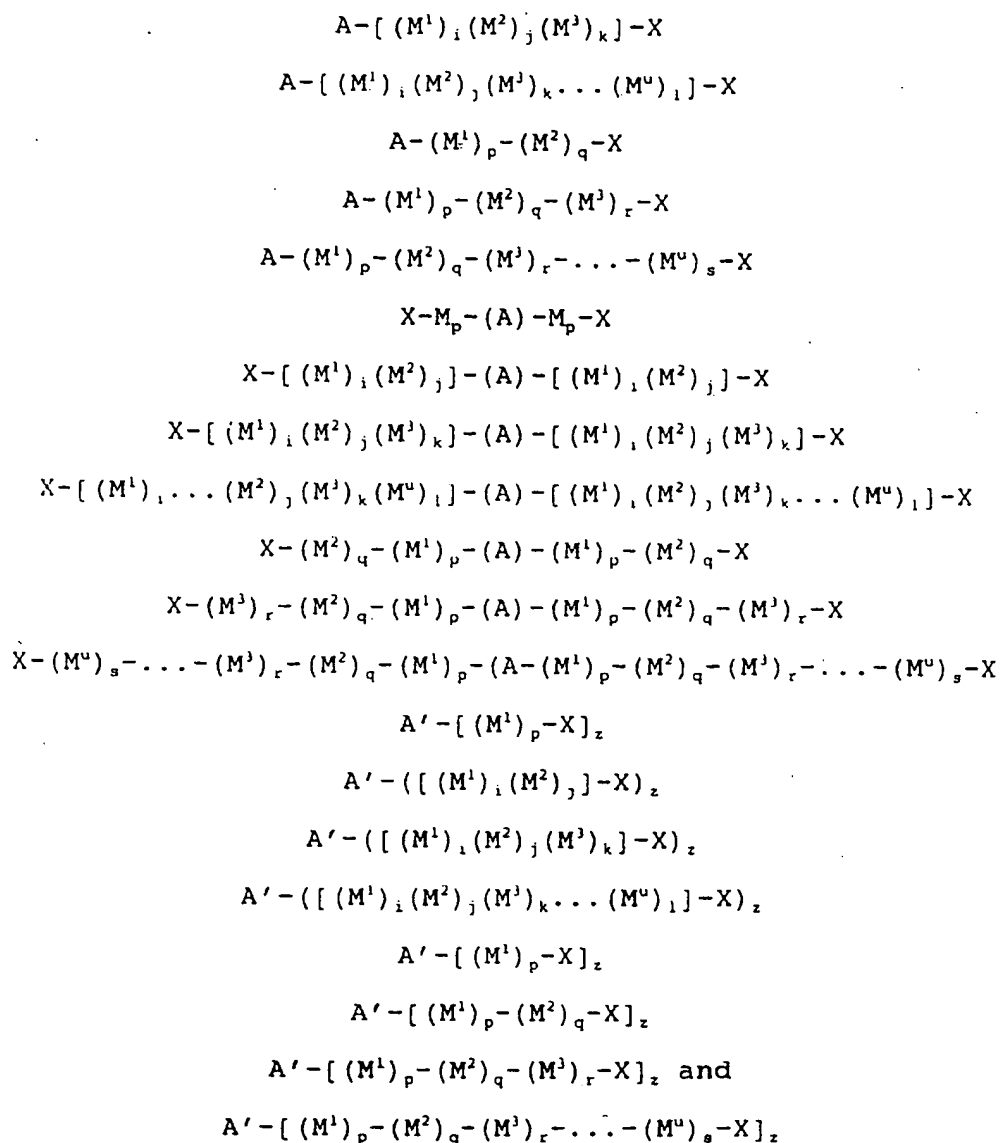 A-[(M¹)ᵢ(M²)ⱼ(M³)ₖ]-X
A-[(M¹)ᵢ(M²)ⱼ(M³)ₖ...(Mᵘ)ₗ]-X
A-(M¹)ₚ-(M²)q-X
A-(M¹)ₚ-(M²)q-(M³)ᵣ-X
A-(M¹)ₚ-(M²)q-(M³)ᵣ-...-(Mᵘ)ₛ-X
X-Mₚ-(A)-Mₚ-X
X-[(M¹)ᵢ(M²)ⱼ]-(A)-[(M¹)ᵢ(M²)ⱼ]-X
X-[(M¹)ᵢ(M²)ⱼ(M³)ₖ]-(A)-[(M¹)ᵢ(M²)ⱼ(M³)ₖ]-X
X-[(M¹)ᵢ...(M²)ⱼ(M³)ₖ(Mᵘ)ₗ]-(A)-[(M¹)ᵢ(M²)ⱼ(M³)ₖ...(Mᵘ)ₗ]-X
X-(M²)q-(M¹)ₚ-(A)-(M¹)ₚ-(M²)q-X
X-(M³)ᵣ-(M²)q-(M¹)ₚ-(A)-(M¹)ₚ-(M²)q-(M³)ᵣ-X
X-(Mᵘ)ₛ-...-(M³)ᵣ-(M²)q-(M¹)ₚ-(A-(M¹)ₚ-(M²)q-(M³)ᵣ-...-(Mᵘ)ₛ-X
A'-[(M¹)ₚ-X]z
A'-([(M¹)ᵢ(M²)ⱼ]-X)z
A'-([(M¹)ᵢ(M²)ⱼ(M³)ₖ]-X)z
A'-([(M¹)ᵢ(M²)ⱼ(M³)ₖ...(Mᵘ)ₗ]-X)z
A'-[(M¹)ₚ-X]z
A'-[(M¹)ₚ-(M²)q-X]z
A'-[(M¹)ₚ-(M²)q-(M³)ᵣ-X]z and
A'-[(M¹)ₚ-(M²)q-(M³)ᵣ-...-(Mᵘ)ₛ-X]z